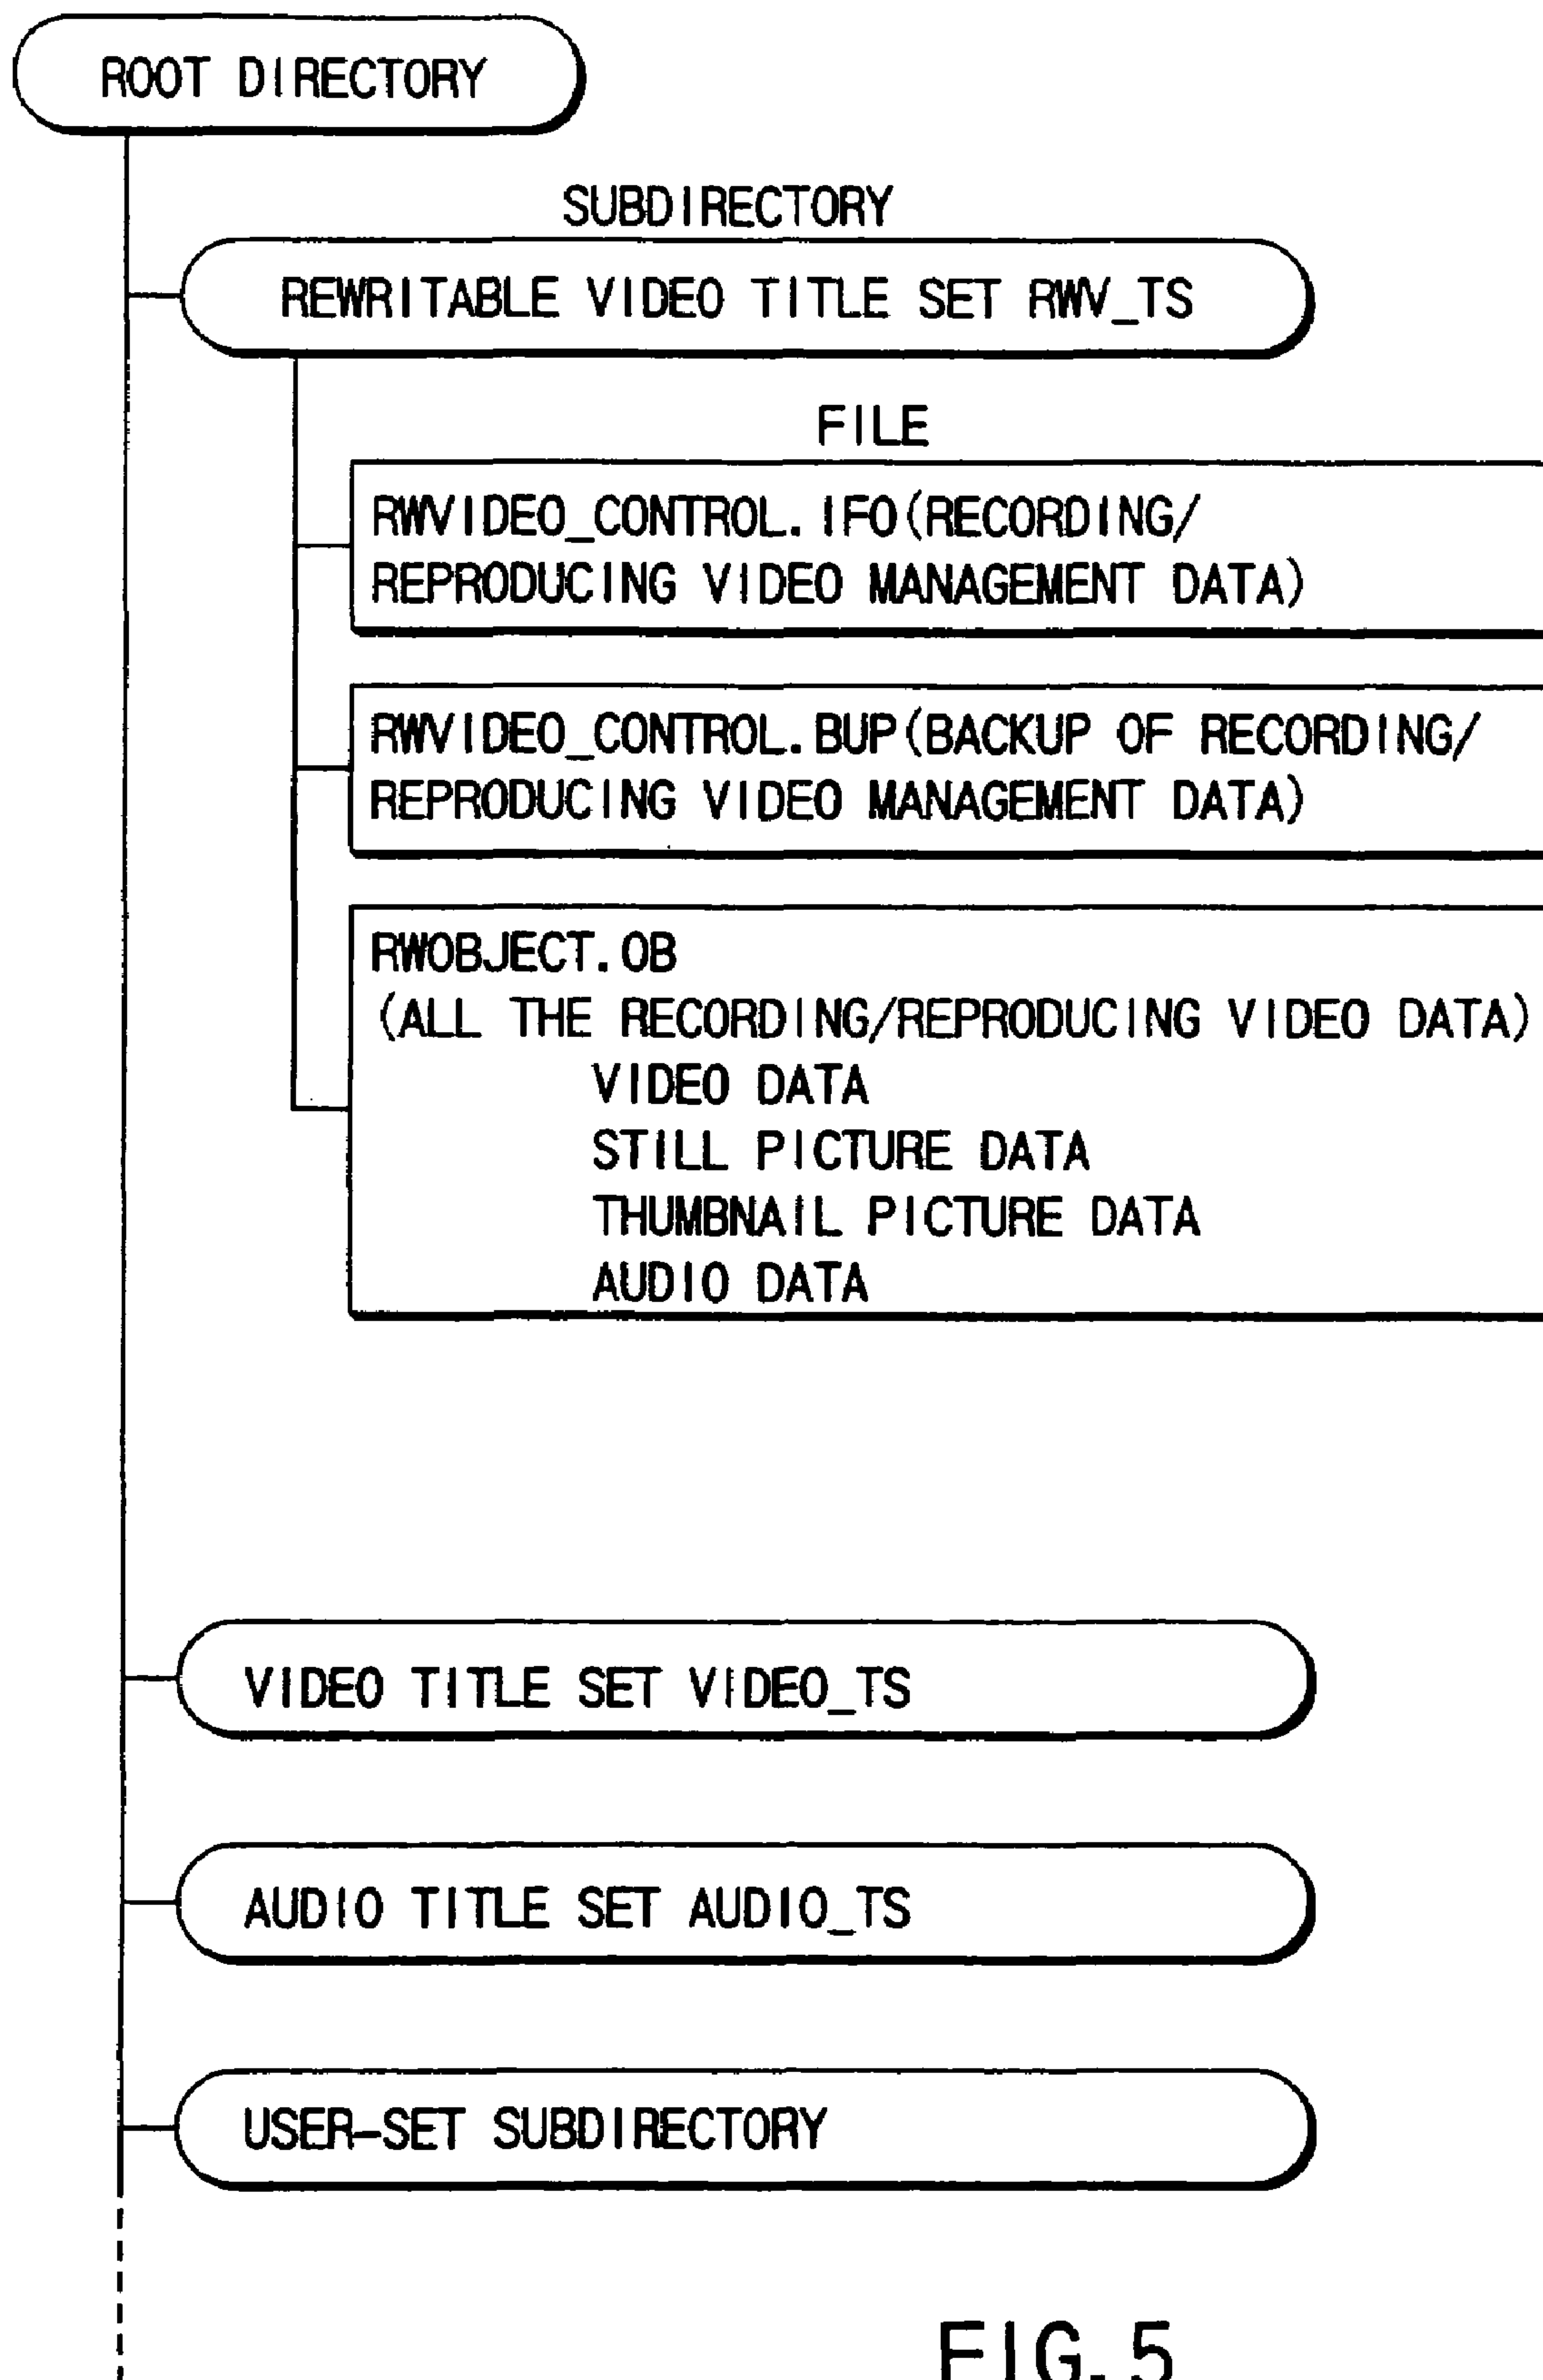 ROOT DIRECTORY
SUBDIRECTORY
REWRITABLE VIDEO TITLE SET RWV_TS
FILE
RWVIDEO_CONTROL.IFO(RECORDING/
REPRODUCING VIDEO MANAGEMENT DATA)
RWVIDEO_CONTROL.BUP(BACKUP OF RECORDING/
REPRODUCING VIDEO MANAGEMENT DATA)
RWOBJECT.OB
(ALL THE RECORDING/REPRODUCING VIDEO DATA)
VIDEO DATA
STILL PICTURE DATA
THUMBNAIL PICTURE DATA
AUDIO DATA
VIDEO TITLE SET VIDEO_TS
AUDIO TITLE SET AUDIO_TS
USER-SET SUBDIRECTORY
FIG.5